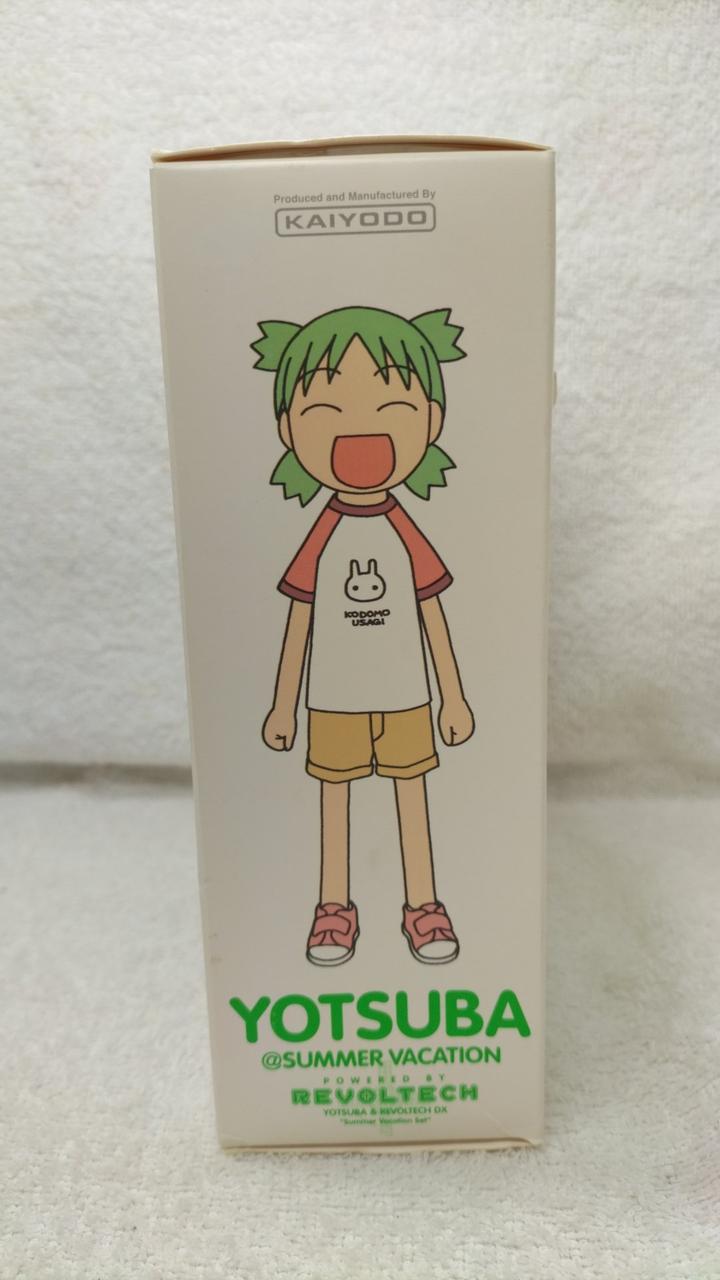 Produced and Manufactured By
KAIYODO
KODOMO
USAGI
YOTSUBA
@SUMMER VACATION
POWERED BY
REVOLTECH
YOTSUBA & REVOLTECH DX
"Summer Vacation Set"